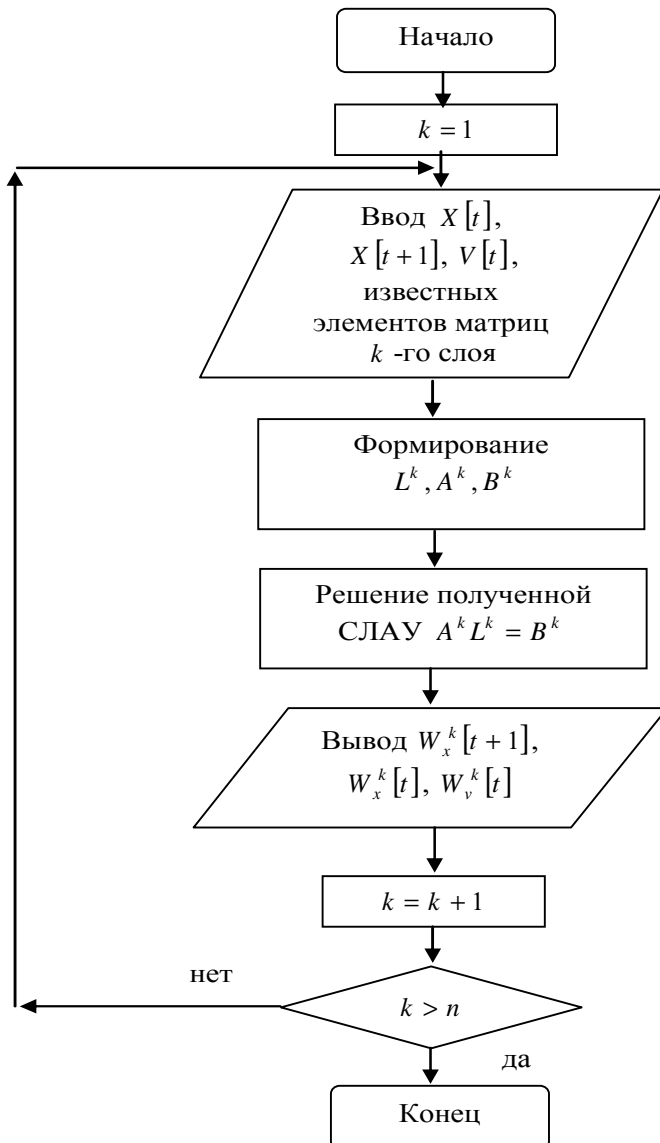 Начало
k = 1
Ввод X[t],
X[t + 1], V[t],
известных
элементов матриц
k -го слоя
Формирование
L^k, A^k, B^k
Решение полученной
СЛАУ A^k L^k = B^k
Вывод W_x^k[t + 1],
W_x^k[t], W_v^k[t]
k = k + 1
нет
k > n
да
Конец